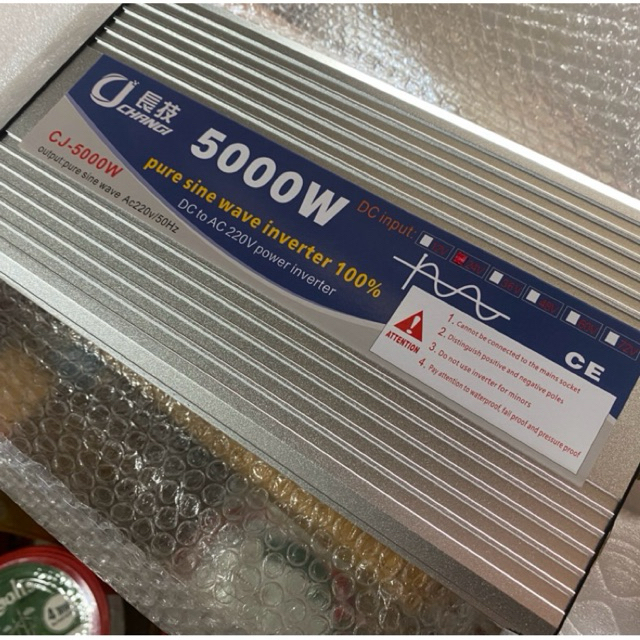 長技
CHANGI
5000W
CJ-5000W
output:pure sine wave Ac220v/50Hz
pure sine wave inverter 100%
DC to AC 220V power inverter
DC input:
ATTENTION
1. Cannot be connected to the mains socket
2. Distinguish positive and negative poles
3. Do not use inverter for minors
4. Pay attention to waterproof, fall proof and pressure proof
CE